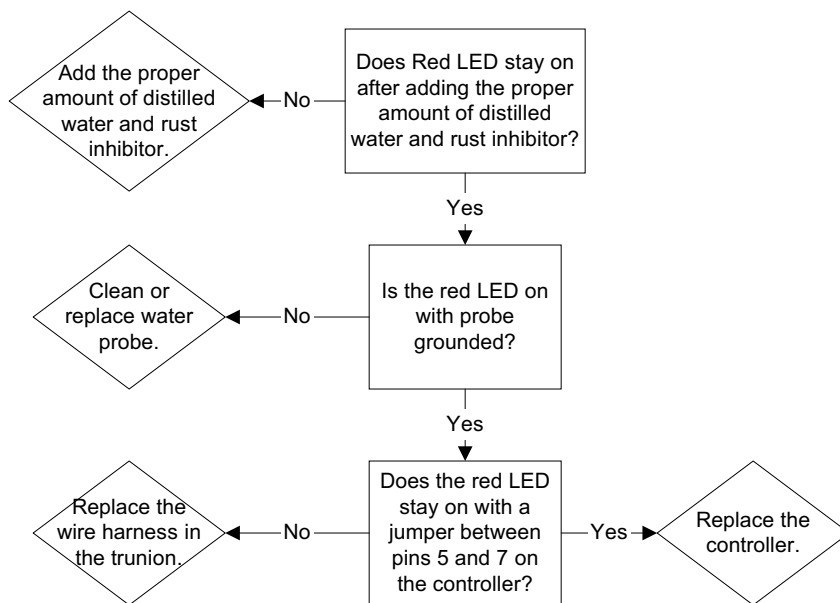 Add the proper
amount of distilled
water and rust
inhibitor.
No
Does Red LED stay on
after adding the proper
amount of distilled
water and rust inhibitor?
Yes
Clean or
replace water
probe.
No
Is the red LED on
with probe
grounded?
Yes
Replace the
wire harness in
the trunion.
No
Does the red LED
stay on with a
jumper between
pins 5 and 7 on
the controller?
Yes
Replace the
controller.